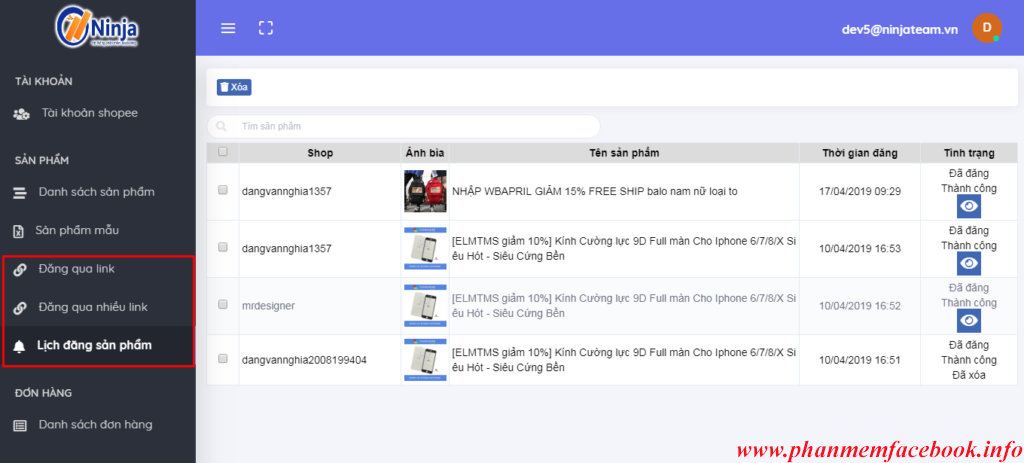 Ninja
dev5@ninjateam.vn
D
TÀI KHOẢN
Tài khoản shopee
SẢN PHẨM
Danh sách sản phẩm
Sản phẩm mẫu
Đăng qua link
Đăng qua nhiều link
Lịch đăng sản phẩm
ĐƠN HÀNG
Danh sách đơn hàng
Xóa
Tìm sản phẩm
Shop Ảnh bìa Tên sản phẩm Thời gian đăng Tình trạng
dangvannghia1357 NHẬP WBAPRIL GIẢM 15% FREE SHIP balo nam nữ loại to 17/04/2019 09:29 Đã đăng
Thành công
dangvannghia1357 [ELMTMS giảm 10%] Kính Cường lực 9D Full màn Cho Iphone 6/7/8/X Si 10/04/2019 16:53 Đã đăng
êu Hót - Siêu Cứng Bền Thành công
mrdesigner [ELMTMS giảm 10%] Kính Cường lực 9D Full màn Cho Iphone 6/7/8/X Si 10/04/2019 16:52 Đã đăng
êu Hót - Siêu Cứng Bền Thành công
dangvannghia2008199404 [ELMTMS giảm 10%] Kính Cường lực 9D Full màn Cho Iphone 6/7/8/X Si 10/04/2019 16:51 Đã đăng
êu Hót - Siêu Cứng Bền Thành công
Đã xóa
www.phanmemfacebook.info